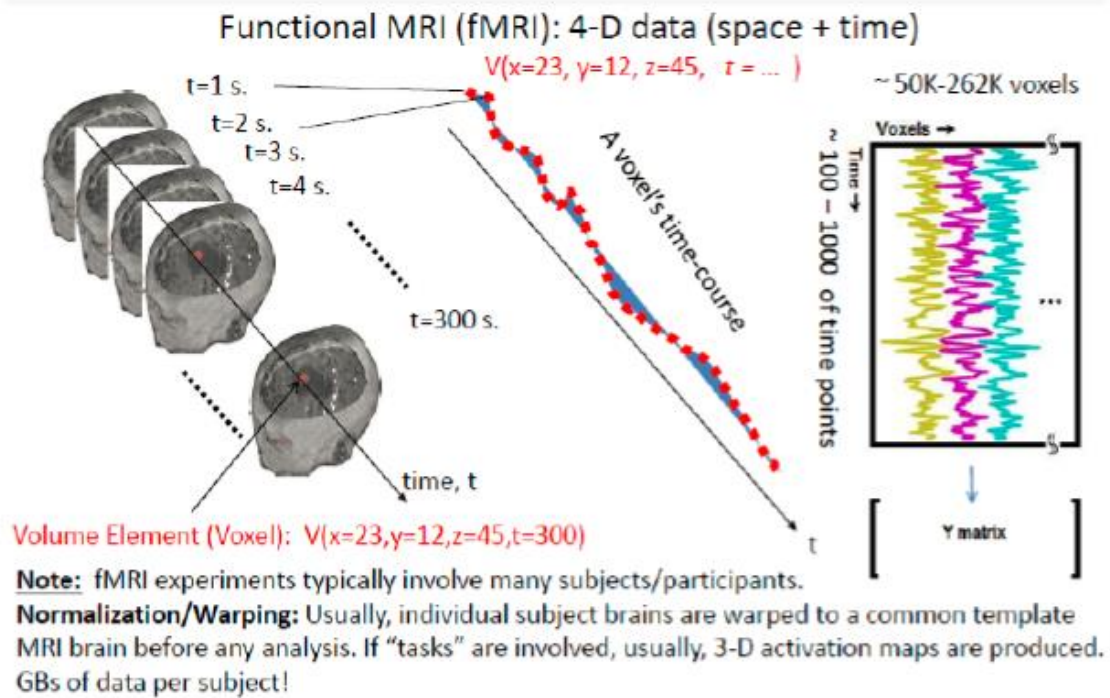 Functional MRI (fMRI): 4-D data (space + time)
V(x=23, y=12, z=45, t = ... )
t=1 s.
t=2 s.
t=3 s.
t=4 s.
t=300 s.
time, t
A voxel's time-course
t
~ 50K-262K voxels
Voxels →
Time →
~ 100 – 1000 of time points
...
Y matrix
Volume Element (Voxel): V(x=23,y=12,z=45,t=300)
Note: fMRI experiments typically involve many subjects/participants.
Normalization/Warping: Usually, individual subject brains are warped to a common template
MRI brain before any analysis. If “tasks” are involved, usually, 3-D activation maps are produced.
GBs of data per subject!